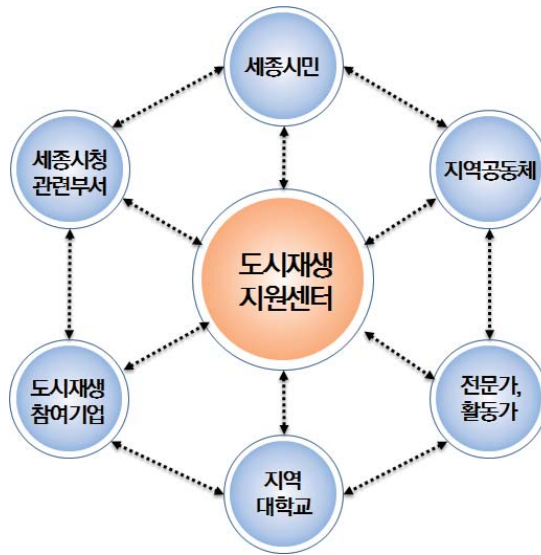 세종시민
세종시청
관련부서
지역공동체
도시재생
지원센터
도시재생
참여기업
전문가,
활동가
지역
대학교